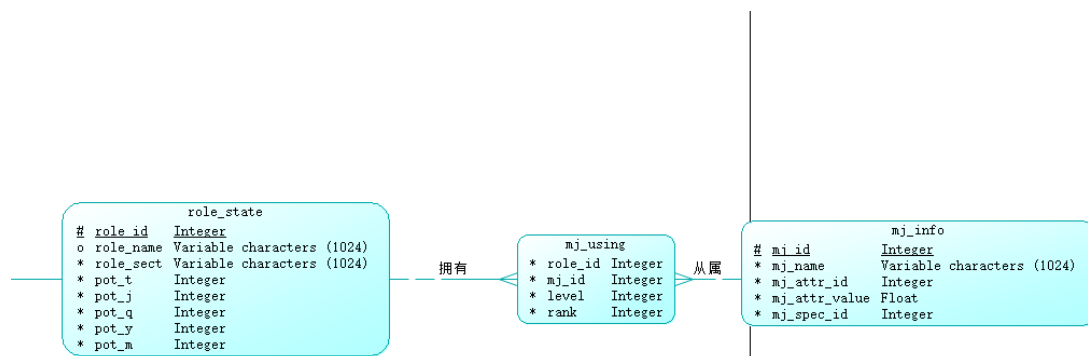 role_state
# role_id Integer
o role_name Variable characters (1024)
* role_sect Variable characters (1024)
* pot_t Integer
* pot_j Integer
* pot_q Integer
* pot_y Integer
* pot_m Integer
拥有
mj_using
* role_id Integer
* mj_id Integer
* level Integer
* rank Integer
从属
mj_info
# mj_id Integer
* mj_name Variable characters (1024)
* mj_attr_id Integer
* mj_attr_value Float
* mj_spec_id Integer